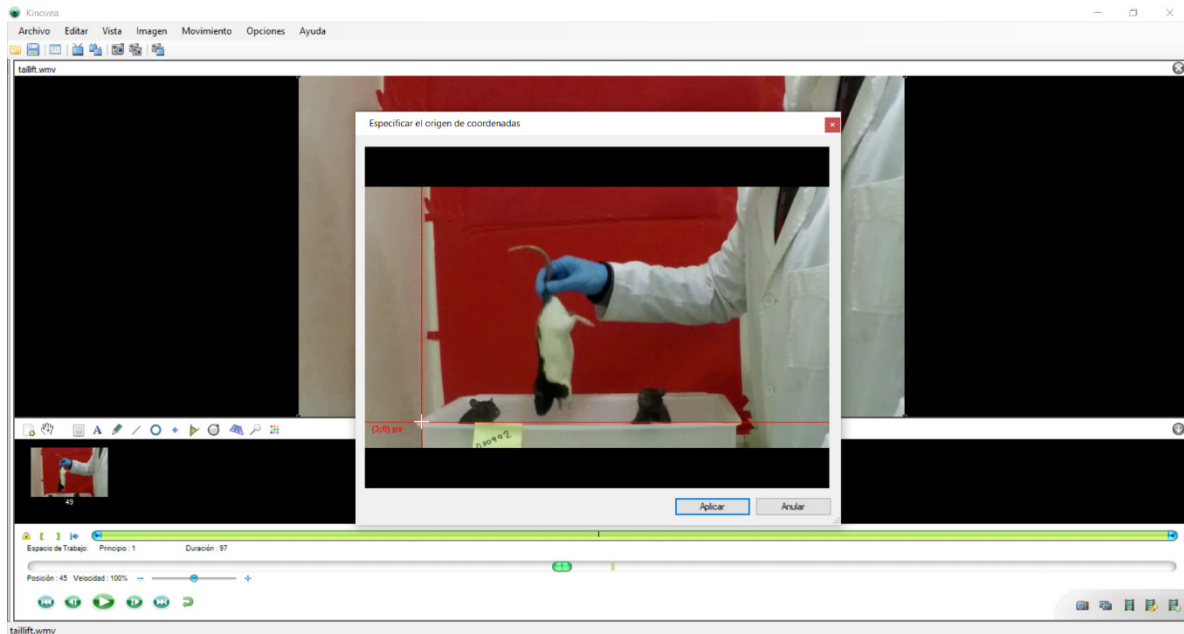 Kinovea
Archivo Editar Vista Imagen Movimiento Opciones Ayuda
taillift.wmv
Especificar el origen de coordenadas
(3;0) px
000992
Aplicar Anular
49
Espacio de Trabajo: Principio : 1 Duración : 97
Posición : 45 Velocidad : 100%
taillift.wmv